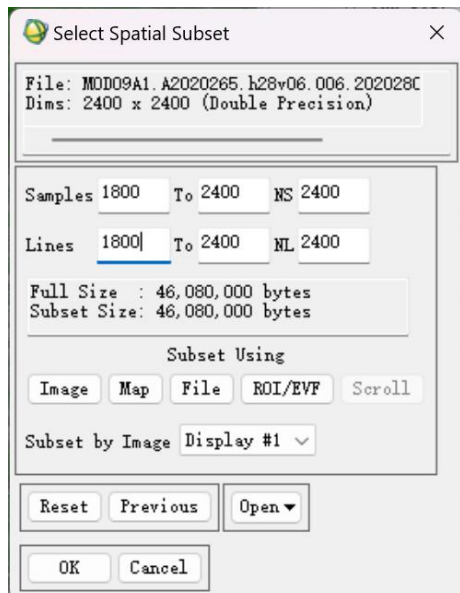 Select Spatial Subset
File: MOD09A1.A2020265.h28v06.006.202028
Dims: 2400 x 2400 (Double Precision)
Samples 1800 To 2400 NS 2400
Lines 1800 To 2400 NL 2400
Full Size : 46,080,000 bytes
Subset Size: 46,080,000 bytes
Subset Using
Image Map File ROI/EVF Scroll
Subset by Image Display #1
Reset Previous Open
OK Cancel